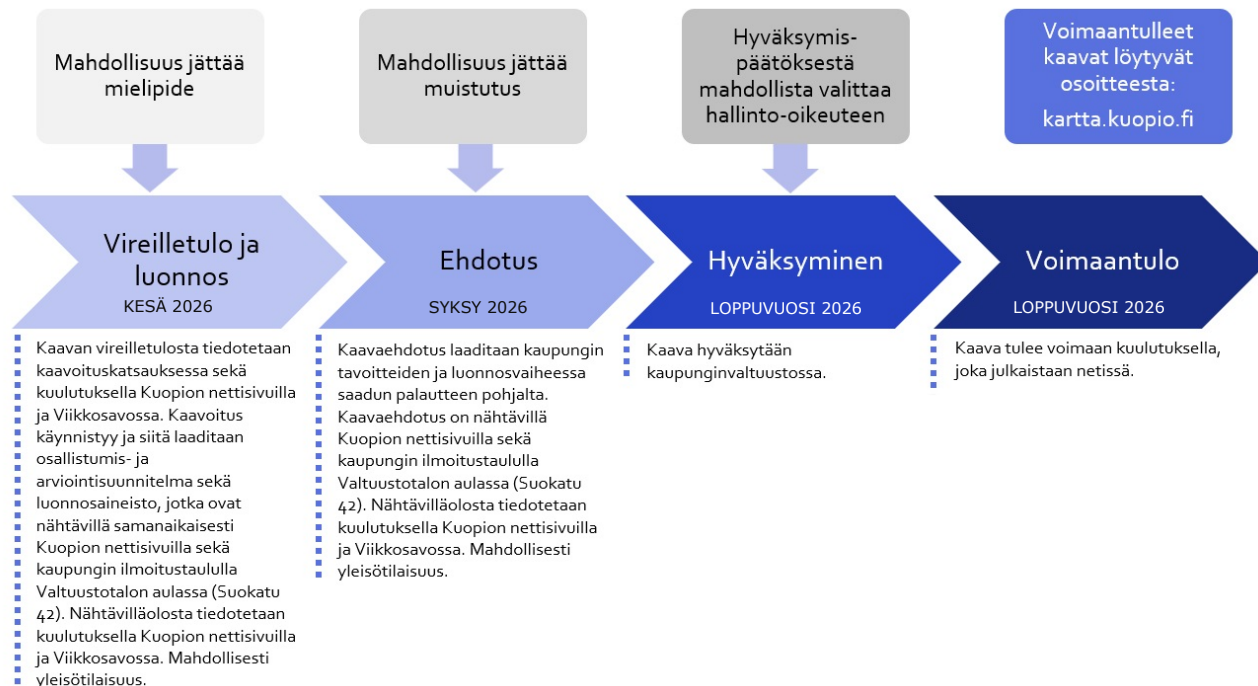 Mahdollisuus jättää
mielipide
Mahdollisuus jättää
muistutus
Hyväksymis-
päätöksestä
mahdollista valittaa
hallinto-oikeuteen
Voimaantulleet
kaavat löytyvät
osoitteesta:
kartta.kuopio.fi
Vireilletulo ja
luonnos
KESÄ 2026
Ehdotus
SYKSY 2026
Hyväksyminen
LOPPUVUOSI 2026
Voimaantulo
LOPPUVUOSI 2026
Kaavan vireilletulosta tiedotetaan
kaavoituskatsauksessa sekä
kuulutuksella Kuopion nettisivuilla
ja Viikkosavossa. Kaavoitus
käynnistyy ja siitä laaditaan
osallistumis- ja
arviointisuunnitelma sekä
luonnosaineisto, jotka ovat
nähtävillä samanaikaisesti
Kuopion nettisivuilla sekä
kaupungin ilmoitustaululla
Valtuustotalon aulassa (Suokatu
42). Nähtävilläolosta tiedotetaan
kuulutuksella Kuopion nettisivuilla
ja Viikkosavossa. Mahdollisesti
yleisötilaisuus.
Kaavaehdotus laaditaan kaupungin
tavoitteiden ja luonnosvaiheessa
saadun palautteen pohjalta.
Kaavaehdotus on nähtävillä
Kuopion nettisivuilla sekä
kaupungin ilmoitustaululla
Valtuustotalon aulassa (Suokatu
42). Nähtävilläolosta tiedotetaan
kuulutuksella Kuopion nettisivuilla
ja Viikkosavossa. Mahdollisesti
yleisötilaisuus.
Kaava hyväksytään
kaupunginvaltuustossa.
Kaava tulee voimaan kuulutuksella,
joka julkaistaan netissä.